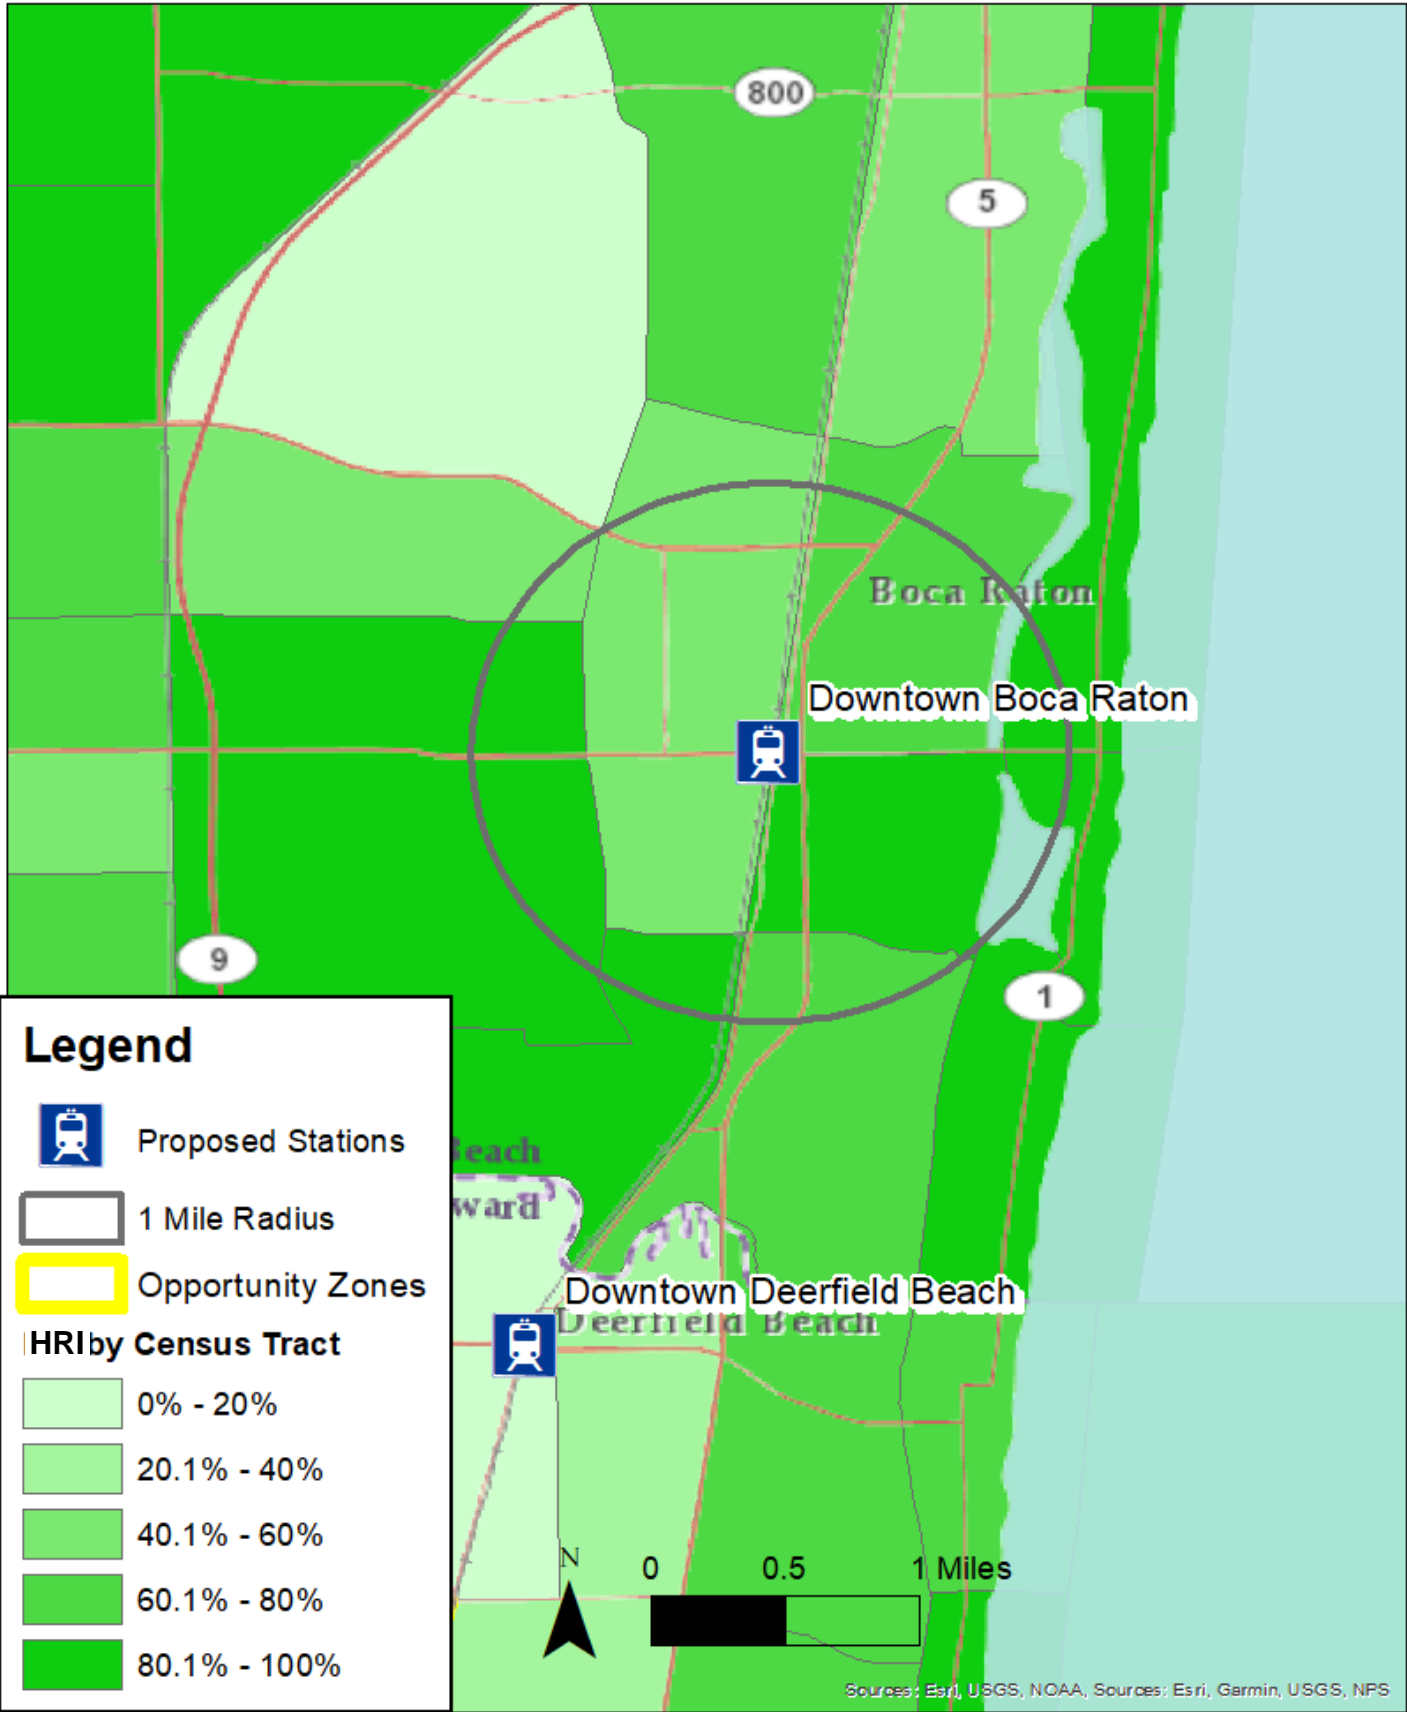 800
5
Boca Raton
Downtown Boca Raton
9
1
Legend
Proposed Stations
1 Mile Radius
Opportunity Zones
HRI by Census Tract
0% - 20%
20.1% - 40%
40.1% - 60%
60.1% - 80%
80.1% - 100%
Beach
ward
Downtown Deerfield Beach
Deerfield Beach
N
0 0.5 1 Miles
Sources: Esri, USGS, NOAA, Sources: Esri, Garmin, USGS, NPS